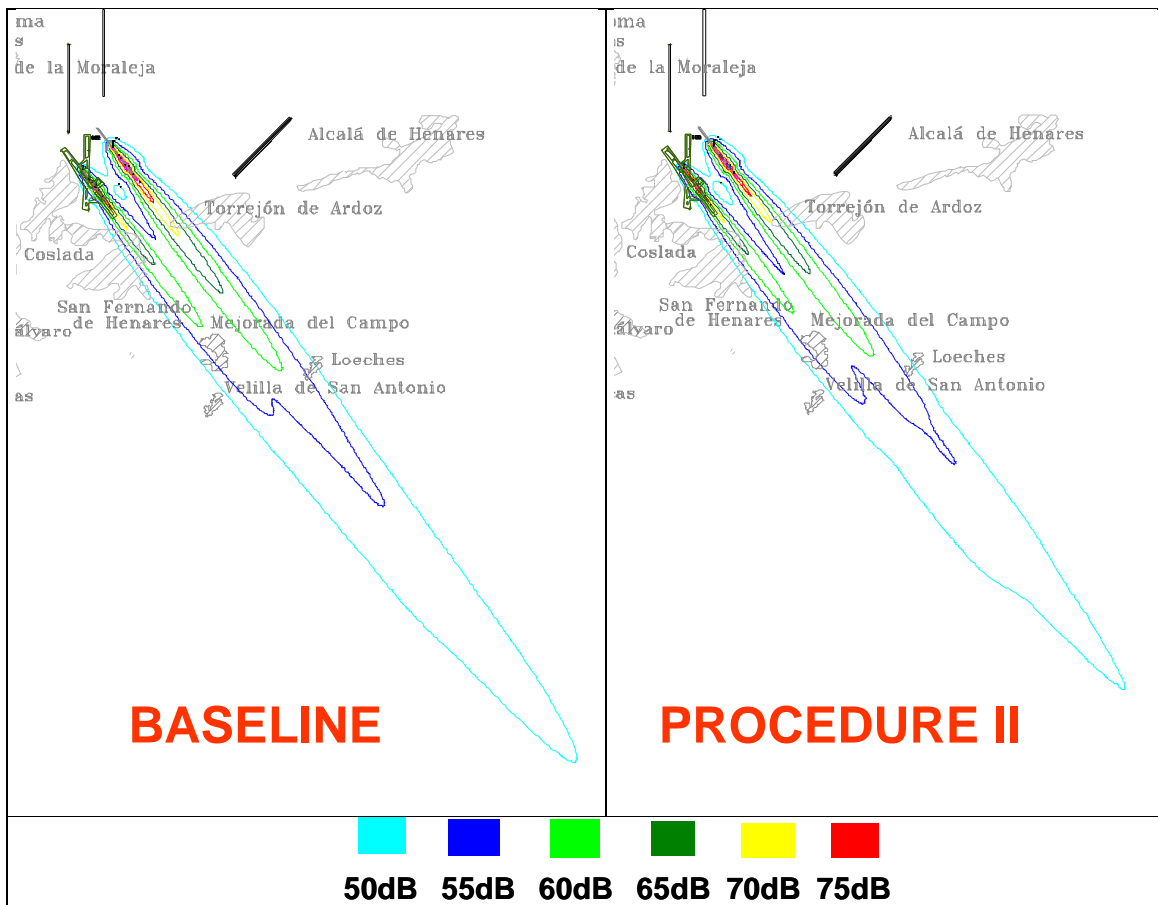 ma
s
de la Moraleja
Alcalá de Henares
Torrejón de Ardoz
Coslada
San Fernando
de Henares
Mejorada del Campo
álvaro
Loeches
Velilla de San Antonio
as
BASELINE
oma
s
de la Moraleja
Alcalá de Henares
Torrejón de Ardoz
Coslada
San Fernando
de Henares
Mejorada del Campo
álvaro
Loeches
Velilla de San Antonio
cas
PROCEDURE II
50dB 55dB 60dB 65dB 70dB 75dB